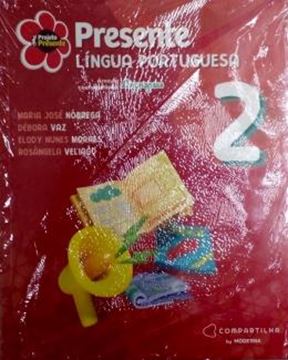 Projeto
Presente
Presente
LÍNGUA PORTUGUESA
2
MARIA JOSÉ NÓBREGA
DÉBORA VAZ
ELODY NUNES MORAES
ROSÂNGELA VELIAGO
COMPARTILHA
by MODERNA